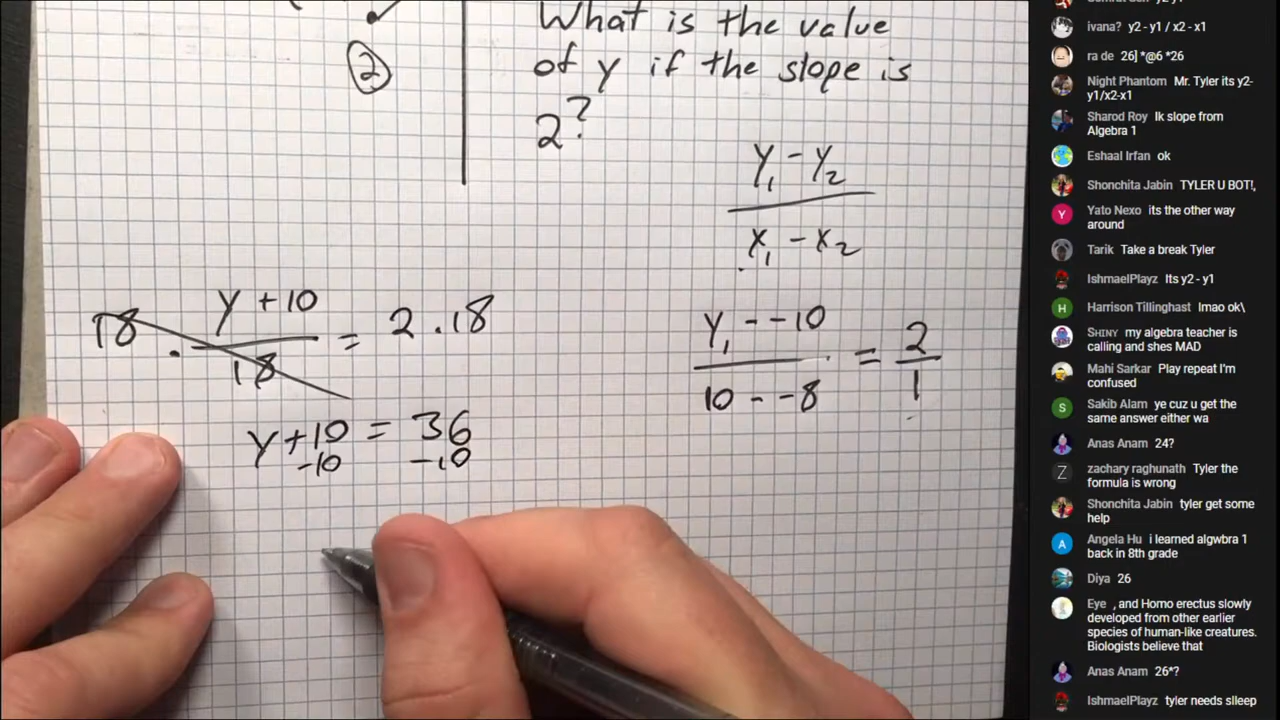 ②
What is the value
of y if the slope is
2?
y₁ - y₂
x₁ - x₂
18 . y + 10 = 2 . 18
18
y + 10 = 36
-10 -10
y₁ - - 10 = 2
10 - - 8 1
ivana? y2 - y1 / x2 - x1
ra de 26] *@6 *26
Night Phantom Mr. Tyler its y2-
y1/x2-x1
Sharod Roy Ik slope from
Algebra 1
Eshaal Irfan ok
Shonchita Jabin TYLER U BOT!,
Y
Yato Nexo its the other way
around
Tarik Take a break Tyler
IshmaelPlayz Its y2 - y1
H
Harrison Tillinghast lmao ok\
SHINY my algebra teacher is
calling and shes MAD
Mahi Sarkar Play repeat I'm
confused
S
Sakib Alam ye cuz u get the
same answer either wa
Anas Anam 24?
Z
zachary raghunath Tyler the
formula is wrong
Shonchita Jabin tyler get some
help
A
Angela Hu i learned algwbra 1
back in 8th grade
Diya 26
Eye , and Homo erectus slowly
developed from other earlier
species of human-like creatures.
Biologists believe that
Anas Anam 26*?
IshmaelPlayz tyler needs slleep